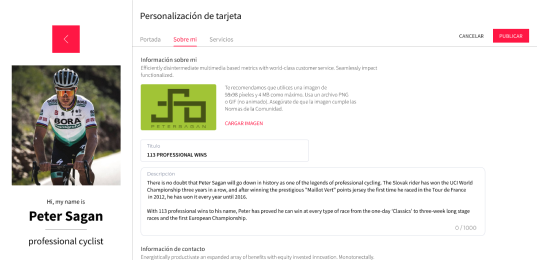 Personalización de tarjeta
Portada
Sobre mi
Servicios
CANCELAR
PUBLICAR
Información sobre mi
Efficiently disintermediate multimedia based metrics with world-class customer service. Seamlessly impact
functionalized.
PETERSAGAN
Te recomendamos que utilices una imagen de
98x98 píxeles y 4 MB como máximo. Usa un archivo PNG
o GIF (no animado). Asegúrate de que la imagen cumple las
Normas de la Comunidad.
CARGAR IMAGEN
Título
113 PROFESSIONAL WINS
Descripción
There is no doubt that Peter Sagan will go down in history as one of the legends of professional cycling. The Slovak rider has won the UCI World
Championship three years in a row, and after winning the prestigious "Maillot Vert" points jersey the first time he raced in the Tour de France
in 2012, he has won it every year until 2016.
With 113 professional wins to his name, Peter has proved he can win at every type of race from the one-day 'Classics' to three-week long stage
races and the first European Championship.
0 / 1000
Información de contacto
Energistically productivate an expanded array of benefits with equity invested innovation. Monotonectally.
BORA
hansgrohe
Hi, my name is
Peter Sagan
professional cyclist